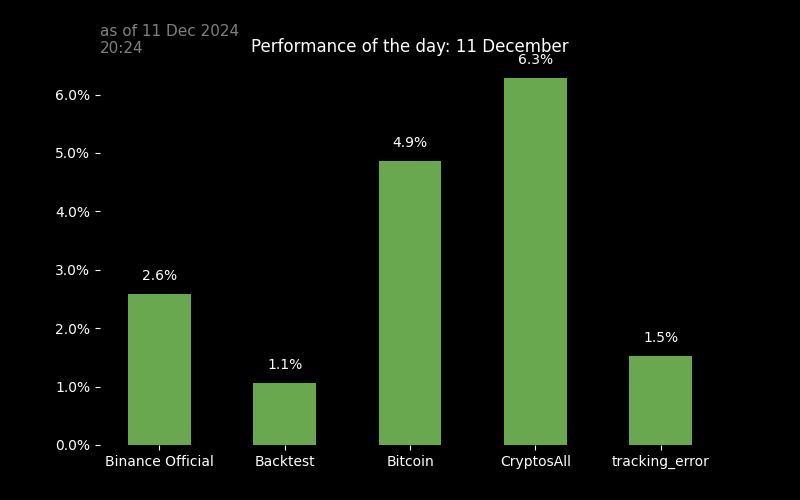 as of 11 Dec 2024
20:24
Performance of the day: 11 December
6.3%
6.0%
5.0%
4.9%
4.0%
3.0%
2.6%
2.0%
1.5%
1.1%
1.0%
0.0%
Binance Official
Backtest
Bitcoin
CryptosAll
tracking_error